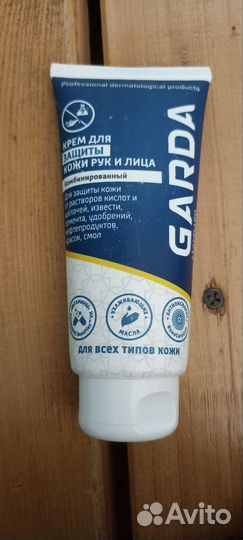 Professional dermatological products
КРЕМ ДЛЯ
ЗАЩИТЫ
КОЖИ РУК И ЛИЦА
Комбинированный
Для защиты кожи
от растворов кислот и
щелочей, извести,
цемента, удобрений,
нефтепродуктов,
красок, смол
GARDA
УХАЖИВАЮЩИЕ
МАСЛА
для всех типов кожи
Avito